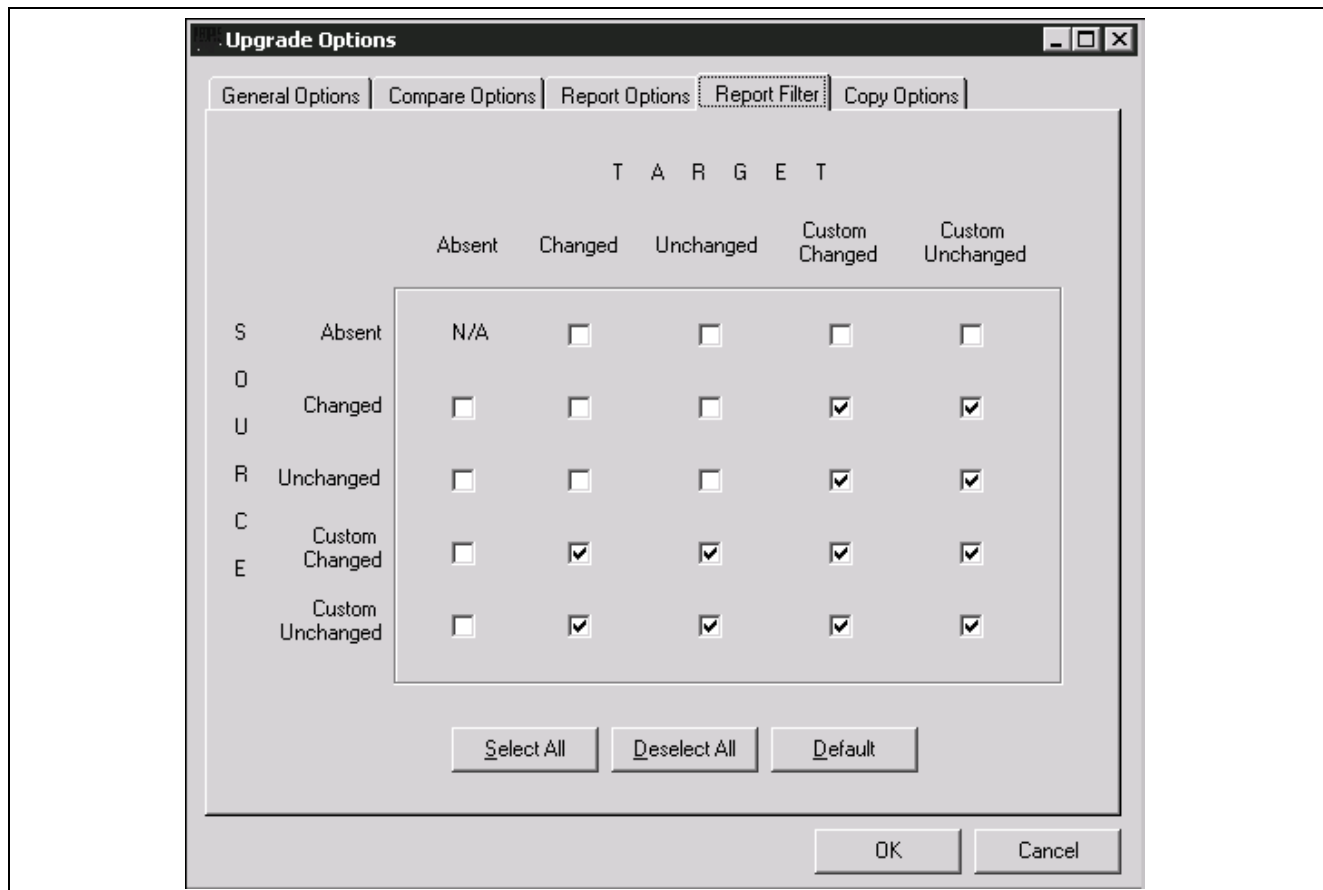 Upgrade Options
General Options Compare Options Report Options Report Filter Copy Options
T A R G E T
Absent Changed Unchanged Custom Changed Custom Unchanged
S O U R C E
Absent N/A
Changed
Unchanged
Custom Changed
Custom Unchanged
Select All Deselect All Default
OK Cancel